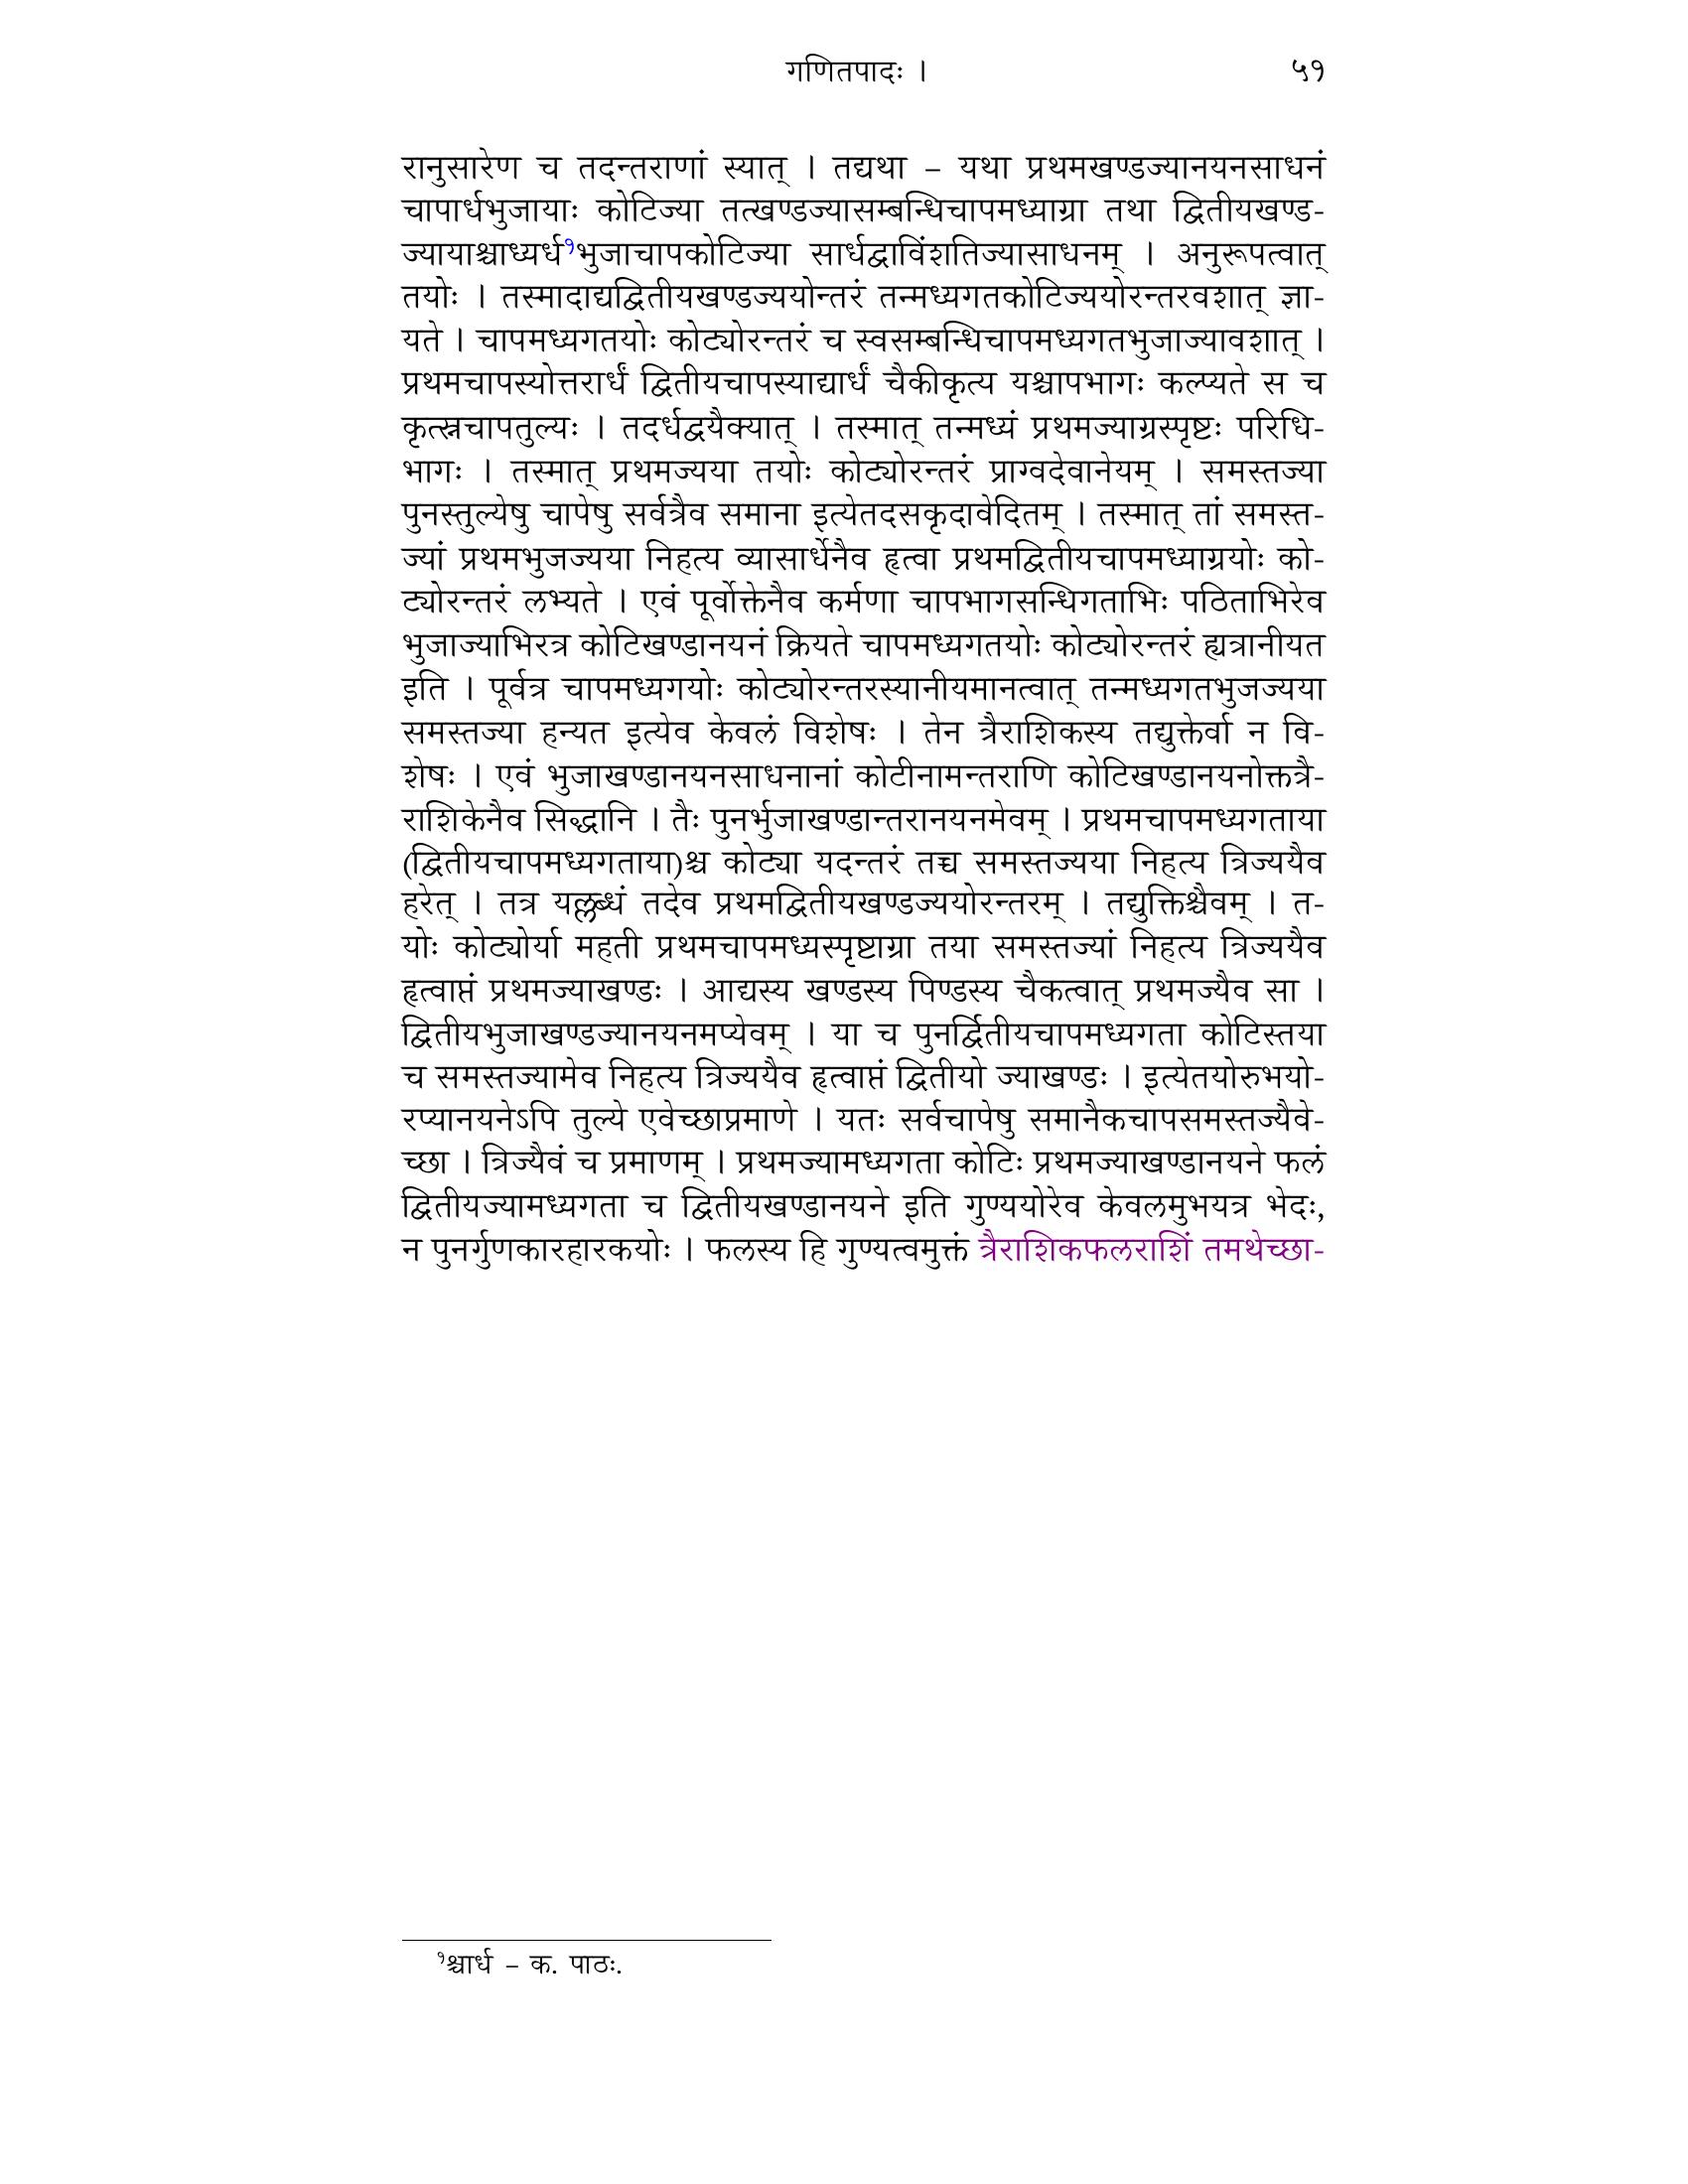 गणितपादः । ५१
रानुसारेण च तदन्तराणां स्यात् । तद्यथा – यथा प्रथमखण्डज्यानयनसाधनं
चापार्धभुजायाः कोटिज्या तत्खण्डज्यासम्बन्धिचापमध्याग्रा तथा द्वितीयखण्ड-
ज्यायाश्चाध्यर्ध१भुजाचापकोटिज्या सार्धद्वाविंशतिज्यासाधनम् । अनुरूपत्वात्
तयोः । तस्मादाद्यद्वितीयखण्डज्ययोन्तरं तन्मध्यगतकोटिज्ययोरन्तरवशात् ज्ञा-
यते । चापमध्यगतयोः कोट्योरन्तरं च स्वसम्बन्धिचापमध्यगतभुजाज्यावशात् ।
प्रथमचापस्योत्तरार्धं द्वितीयचापस्याद्यार्धं चैकीकृत्य यश्चापभागः कल्प्यते स च
कृत्स्नचापतुल्यः । तदर्धद्वयैक्यात् । तस्मात् तन्मध्यं प्रथमज्याग्रस्पृष्टः परिधि-
भागः । तस्मात् प्रथमज्यया तयोः कोट्योरन्तरं प्राग्वदेवानेयम् । समस्तज्या
पुनस्तुल्येषु चापेषु सर्वत्रैव समाना इत्येतदसकृदावेदितम् । तस्मात् तां समस्त-
ज्यां प्रथमभुजज्यया निहत्य व्यासार्धेनैव हृत्वा प्रथमद्वितीयचापमध्याग्रयोः को-
ट्योरन्तरं लभ्यते । एवं पूर्वोक्तेनैव कर्मणा चापभागसन्धिगताभिः पठिताभिरेव
भुजाज्याभिरत्र कोटिखण्डानयनं क्रियते चापमध्यगतयोः कोट्योरन्तरं ह्यत्रानीयत
इति । पूर्वत्र चापमध्यगयोः कोट्योरन्तरस्यानीयमानत्वात् तन्मध्यगतभुजज्यया
समस्तज्या हन्यत इत्येव केवलं विशेषः । तेन त्रैराशिकस्य तद्युक्तेर्वा न वि-
शेषः । एवं भुजाखण्डानयनसाधनानां कोटीनामन्तराणि कोटिखण्डानयनोक्तत्रै-
राशिकेनैव सिद्धानि । तैः पुनर्भुजाखण्डान्तरानयनमेवम् । प्रथमचापमध्यगताया
(द्वितीयचापमध्यगताया)श्च कोट्या यदन्तरं तच्च समस्तज्यया निहत्य त्रिज्ययैव
हरेत् । तत्र यल्लब्धं तदेव प्रथमद्वितीयखण्डज्ययोरन्तरम् । तद्युक्तिश्चैवम् । त-
योः कोट्योर्या महती प्रथमचापमध्यस्पृष्टाग्रा तया समस्तज्यां निहत्य त्रिज्ययैव
हृत्वाप्तं प्रथमज्याखण्डः । आद्यस्य खण्डस्य पिण्डस्य चैकत्वात् प्रथमज्यैव सा ।
द्वितीयभुजाखण्डज्यानयनमप्येवम् । या च पुनर्द्वितीयचापमध्यगता कोटिस्तया
च समस्तज्यामेव निहत्य त्रिज्ययैव हृत्वाप्तं द्वितीयो ज्याखण्डः । इत्येतयोरुभयो-
रप्यानयनेऽपि तुल्ये एवेच्छाप्रमाणे । यतः सर्वचापेषु समानैकचापसमस्तज्यैवे-
च्छा । त्रिज्यैवं च प्रमाणम् । प्रथमज्यामध्यगता कोटिः प्रथमज्याखण्डानयने फलं
द्वितीयज्यामध्यगता च द्वितीयखण्डानयने इति गुण्ययोरेव केवलमुभयत्र भेदः,
न पुनर्गुणकारहारकयोः । फलस्य हि गुण्यत्वमुक्तं त्रैराशिकफलराशिं तमथेच्छा-
१श्चार्ध – क. पाठः.